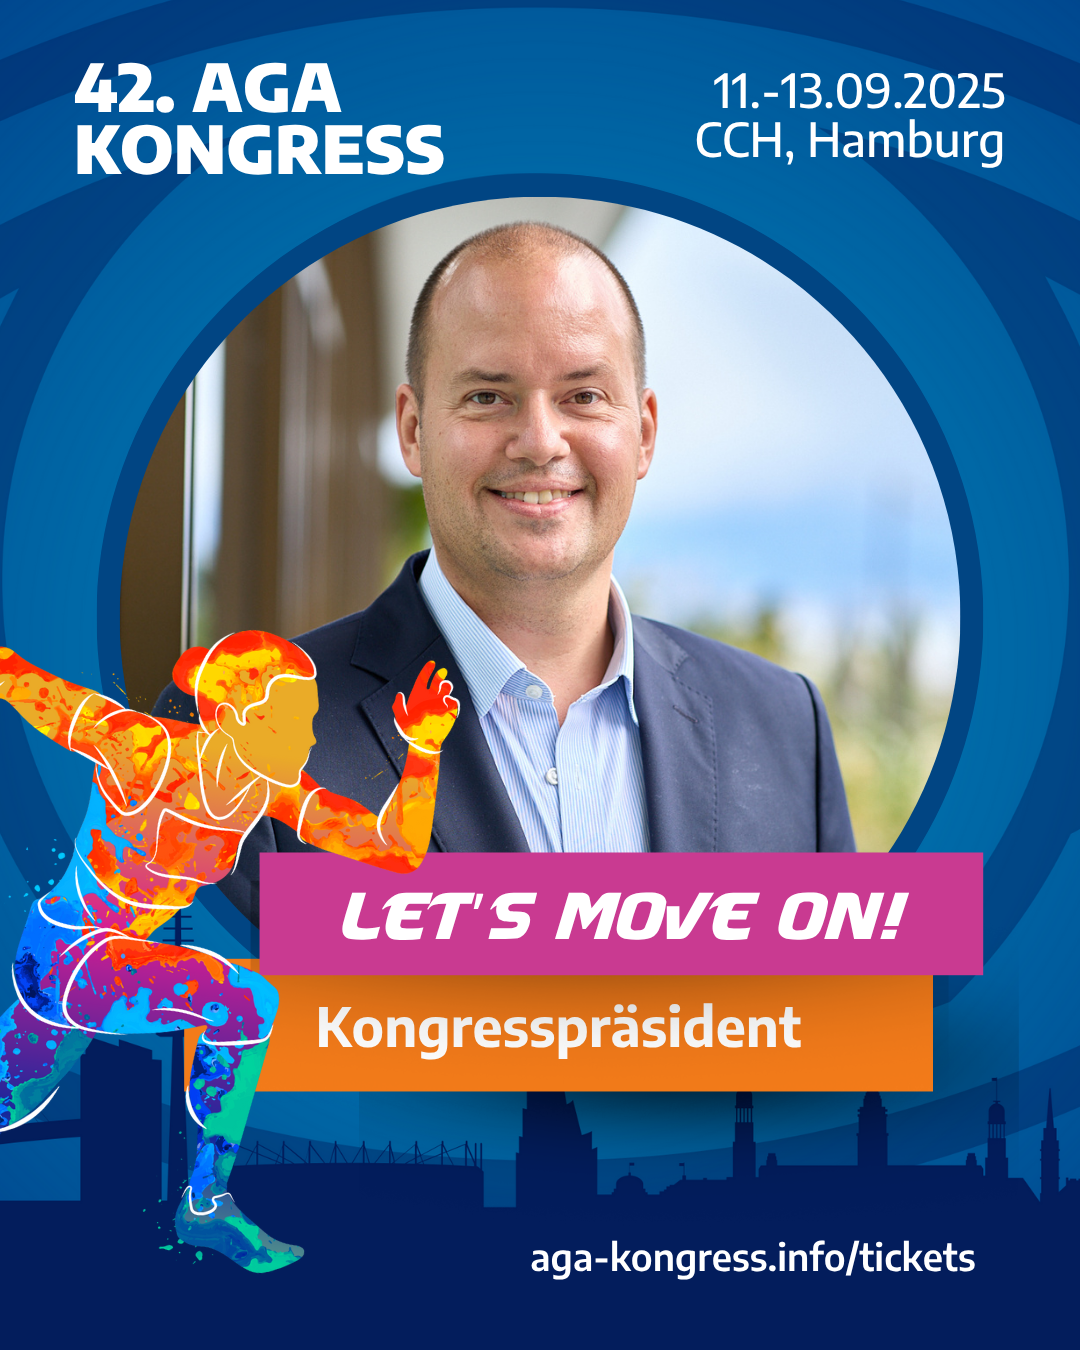 42. AGA
KONGRESS
11.-13.09.2025
CCH, Hamburg
LET'S MOVE ON!
Kongresspräsident
aga-kongress.info/tickets